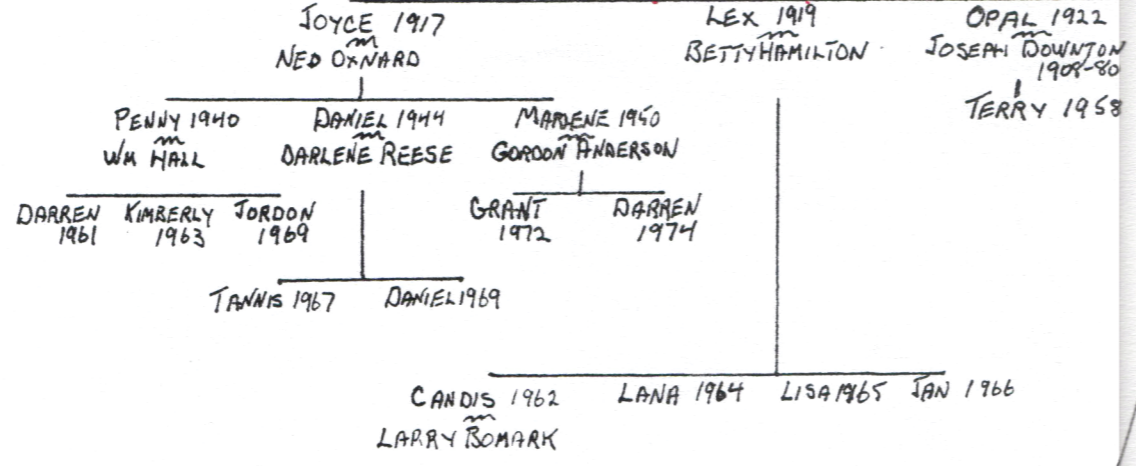 JOYCE 1917 LEX 1919 OPAL 1922
m m m
NED OXNARD BETTY HAMILTON JOSEPH DOWNTON
1908-80
PENNY 1940 DANIEL 1944 MARLENE 1950 TERRY 1958
m m m
WM HALL DARLENE REESE GORDON ANDERSON
DARREN KIMBERLY JORDON GRANT DARREN
1961 1963 1969 1972 1974
TANNIS 1967 DANIEL 1969
CANDIS 1962 LANA 1964 LISA 1965 JAN 1966
m
LARRY BOMARK